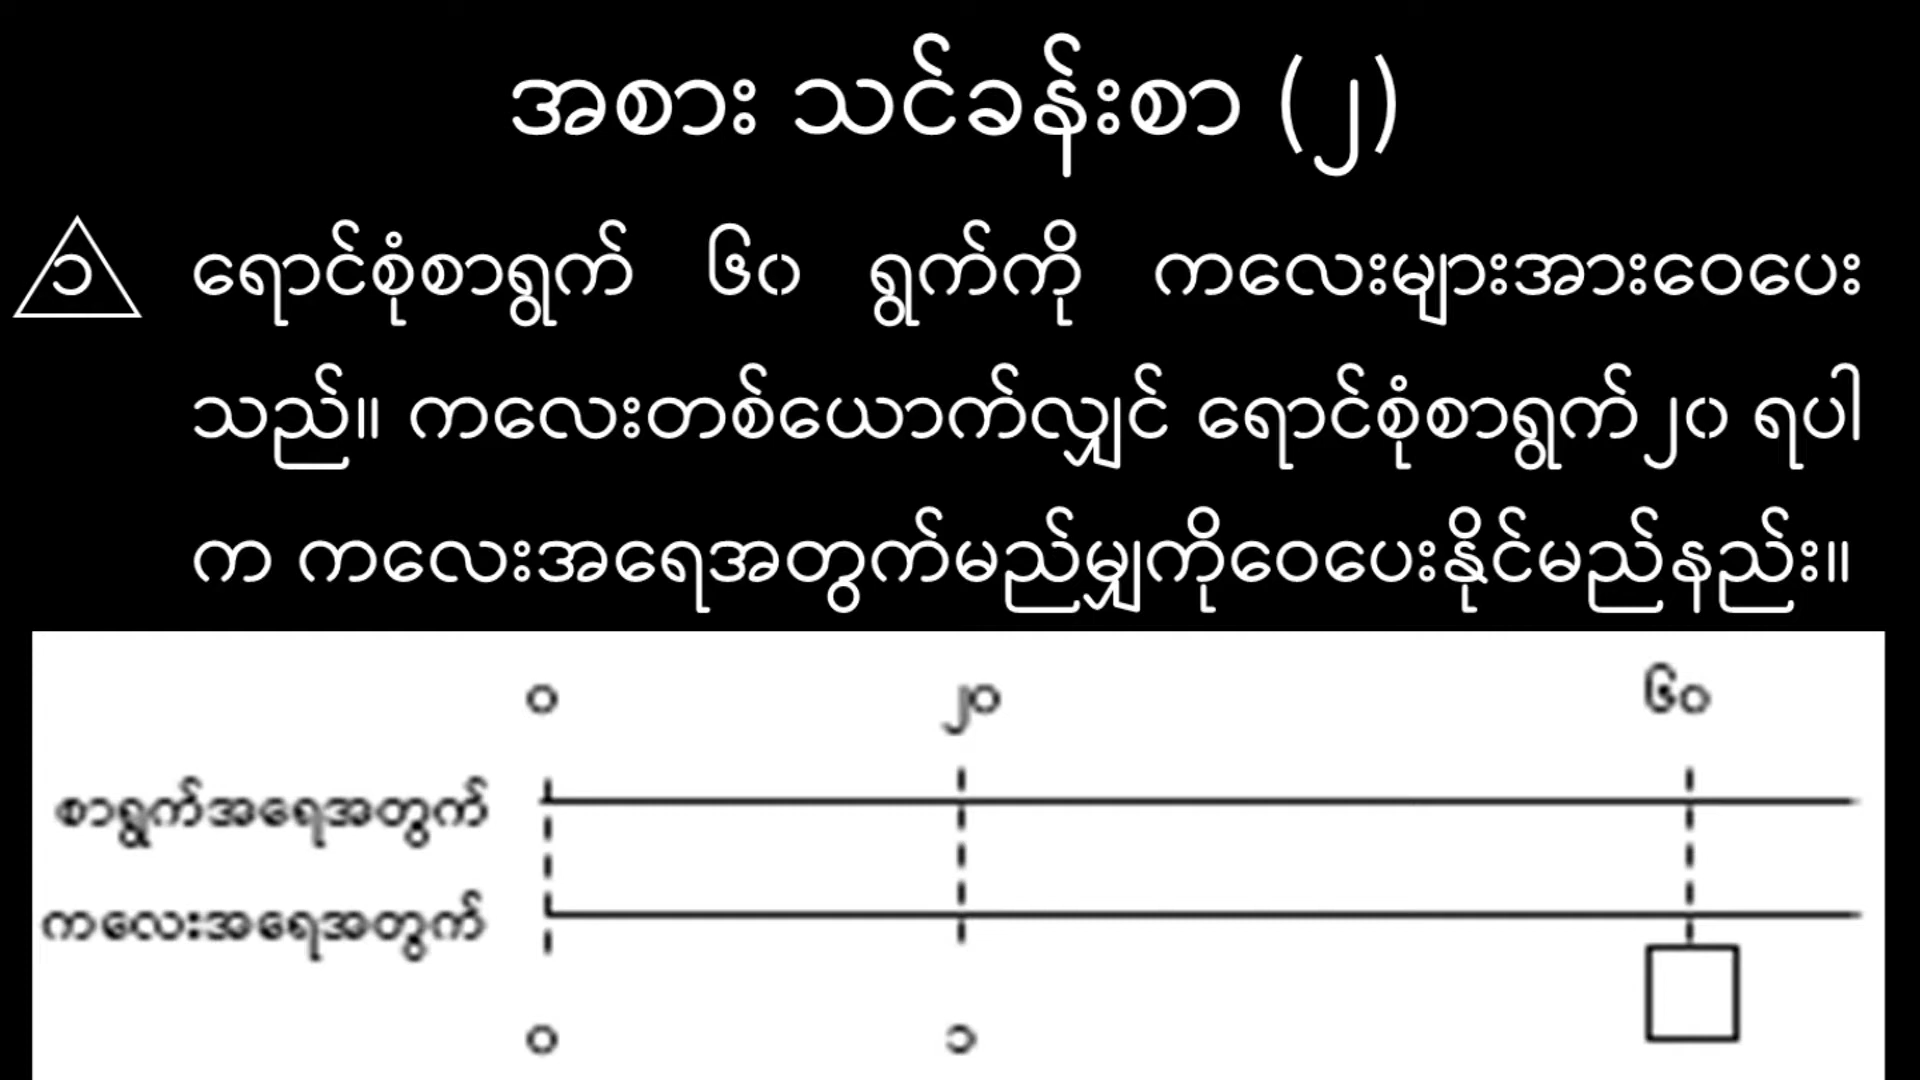 အစား သင်ခန်းစာ (၂)
၁ ရောင်စုံစာရွက် ၆၀ ရွက်ကို ကလေးများအားဝေပေး
သည်။ ကလေးတစ်ယောက်လျှင် ရောင်စုံစာရွက်၂၀ ရပါ
က ကလေးအရေအတွက်မည်မျှကိုဝေပေးနိုင်မည်နည်း။
၀ ၂၀ ၆၀
စာရွက်အရေအတွက်
ကလေးအရေအတွက်
၀ ၁